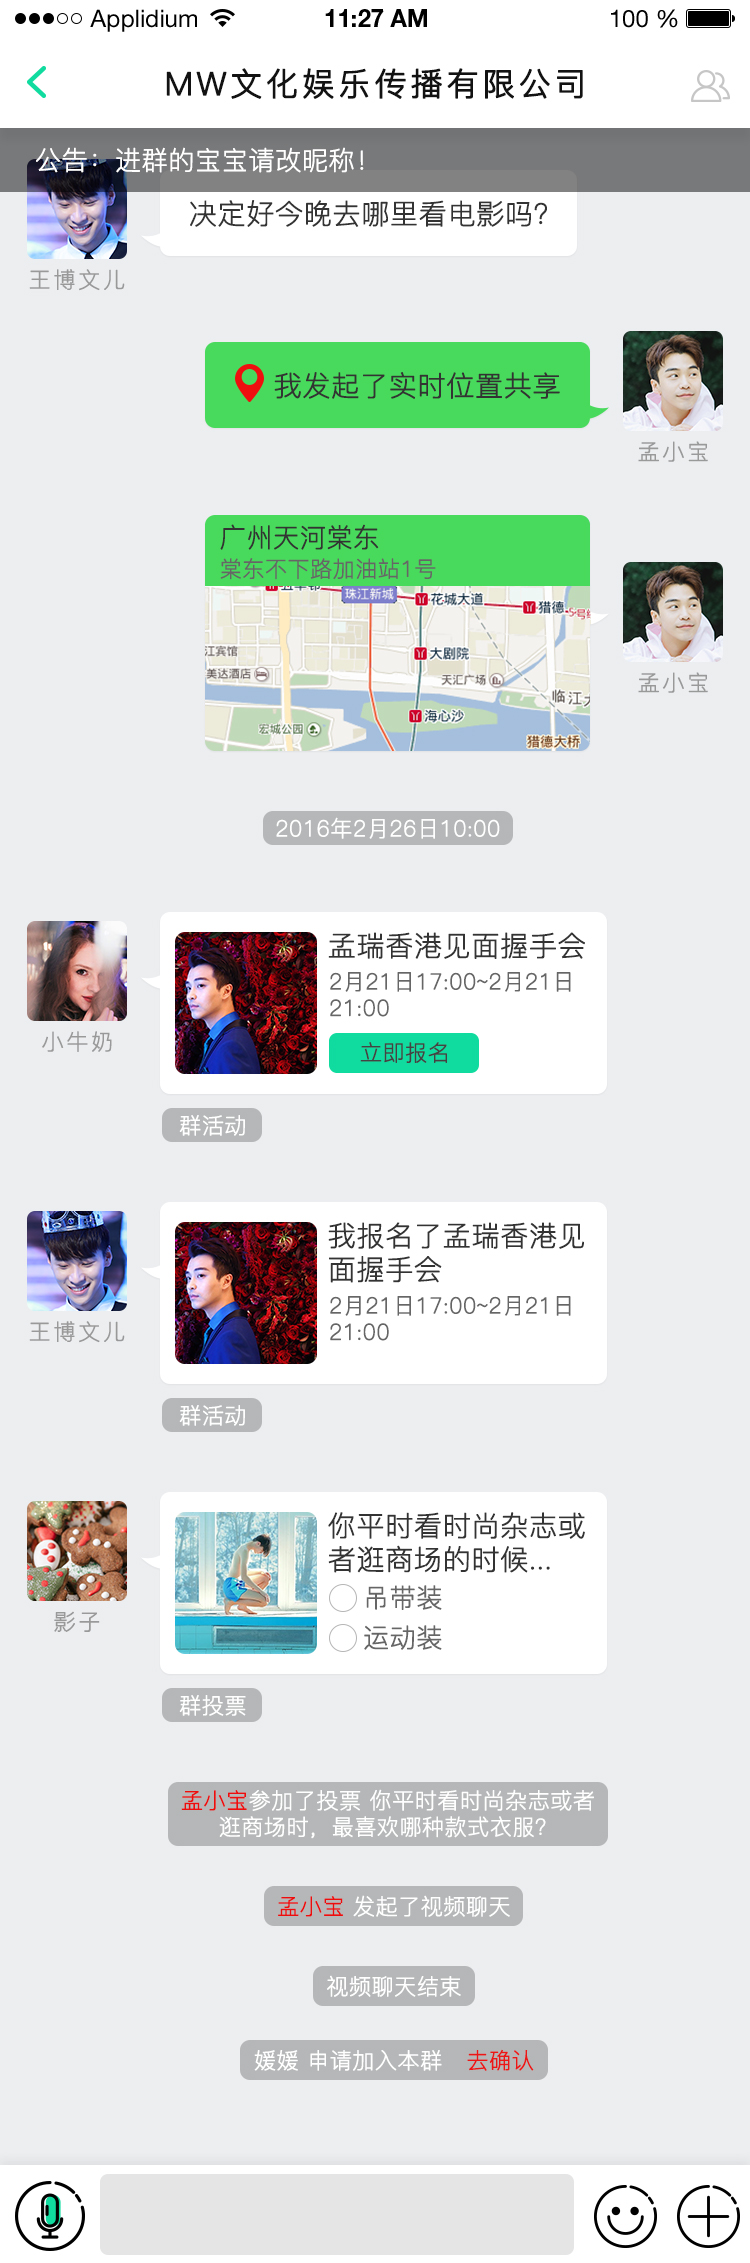 Applidium 11:27 AM 100 %
MW文化娱乐传播有限公司
公告：进群的宝宝请改昵称！
决定好今晚去哪里看电影吗？
王博文儿
我发起了实时位置共享
孟小宝
广州天河棠东
棠东不下路加油站1号
珠江新城
花城大道
猎德
江宾馆
大剧院
美达酒店
天汇广场
临江大
海心沙
宏城公园
猎德大桥
孟小宝
2016年2月26日10:00
孟瑞香港见面握手会
2月21日17:00~2月21日
21:00
立即报名
小牛奶
群活动
我报名了孟瑞香港见
面握手会
2月21日17:00~2月21日
21:00
王博文儿
群活动
你平时看时尚杂志或
者逛商场的时候...
吊带装
运动装
影子
群投票
孟小宝参加了投票 你平时看时尚杂志或者
逛商场时，最喜欢哪种款式衣服？
孟小宝 发起了视频聊天
视频聊天结束
媛媛 申请加入本群 去确认